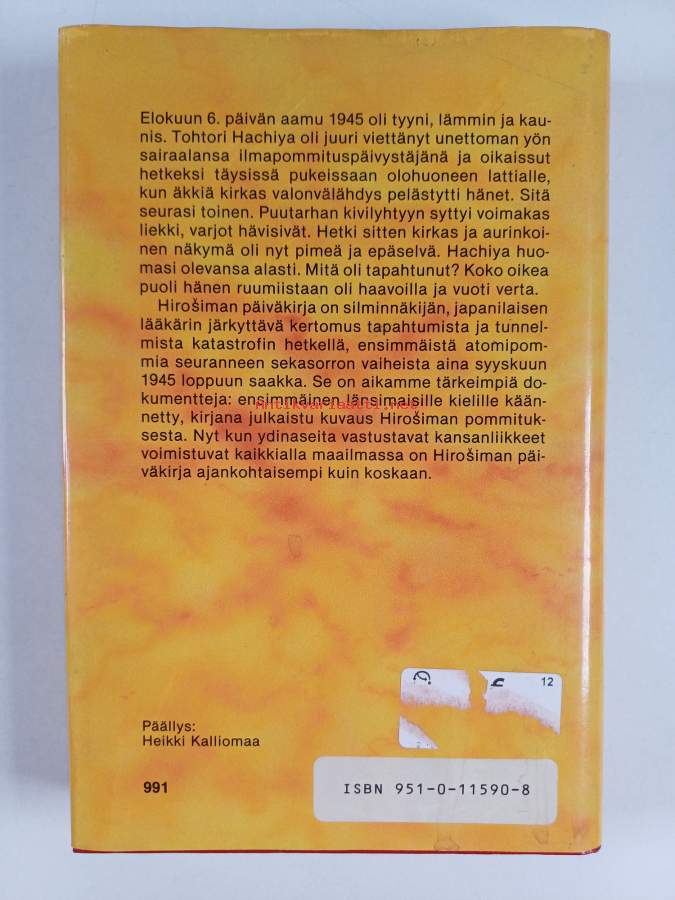 Elokuun 6. päivän aamu 1945 oli tyyni, lämmin ja kau-
nis. Tohtori Hachiya oli juuri viettänyt unettoman yön
sairaalansa ilmapommituspäivystäjänä ja oikaissut
hetkeksi täysissä pukeissaan olohuoneen lattialle,
kun äkkiä kirkas valonvälähdys pelästytti hänet. Sitä
seurasi toinen. Puutarhan kivilyhtyyn syttyi voimakas
liekki, varjot hävisivät. Hetki sitten kirkas ja aurinkoi-
nen näkymä oli nyt pimeä ja epäselvä. Hachiya huo-
masi olevansa alasti. Mitä oli tapahtunut? Koko oikea
puoli hänen ruumiistaan oli haavoilla ja vuoti verta.
Hirošiman päiväkirja on silminnäkijän, japanilaisen
lääkärin järkyttävä kertomus tapahtumista ja tunnel-
mista katastrofin hetkellä, ensimmäistä atomipom-
mia seuranneen sekasorron vaiheista aina syyskuun
1945 loppuun saakka. Se on aikamme tärkeimpiä do-
kumentteja: ensimmäinen länsimaisille kielille kään-
Antikvariaatti.net
netty, kirjana julkaistu kuvaus Hirošiman pommituk-
sesta. Nyt kun ydinaseita vastustavat kansanliikkeet
voimistuvat kaikkialla maailmassa on Hirošiman päi-
väkirja ajankohtaisempi kuin koskaan.
12
Päällys:
Heikki Kalliomaa
991
ISBN 951-0-11590-8